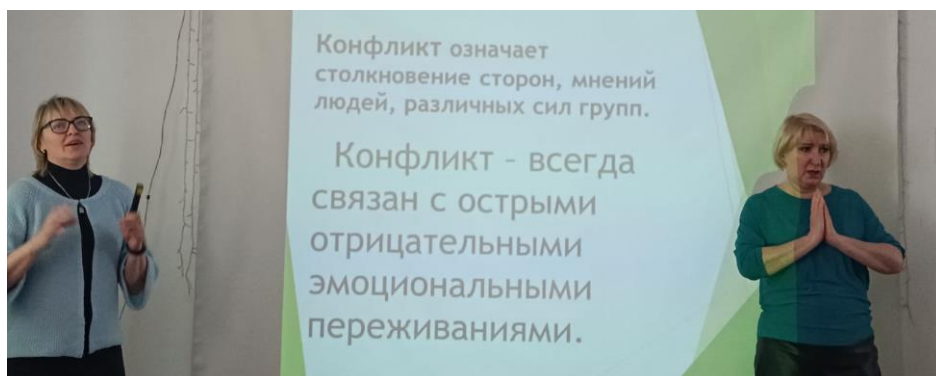 Конфликт означает
столкновение сторон, мнений
людей, различных сил групп.
Конфликт – всегда
связан с острыми
отрицательными
эмоциональными
переживаниями.